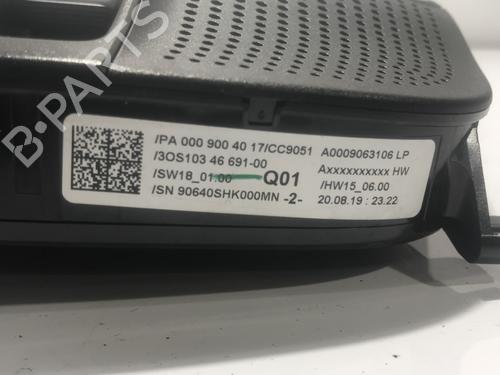 B-PARTS
/PA 000 900 40 17/CC9051 A0009063106 LP
/3OS103 46 691-00 Axxxxxxxxxx HW
/SW18_01.00 Q01 /HW15_06.00
/SN 90640SHK000MN -2- 20.08.19 : 23.22